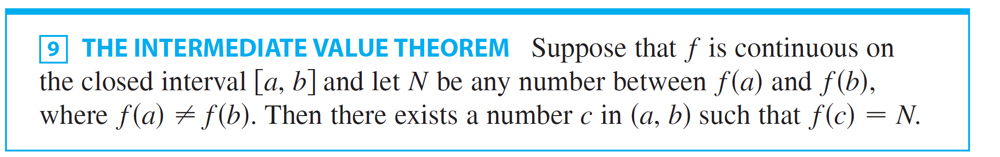 9 THE INTERMEDIATE VALUE THEOREM Suppose that f is continuous on
the closed interval [a, b] and let N be any number between f(a) and f(b),
where f(a) ≠ f(b). Then there exists a number c in (a, b) such that f(c) = N.